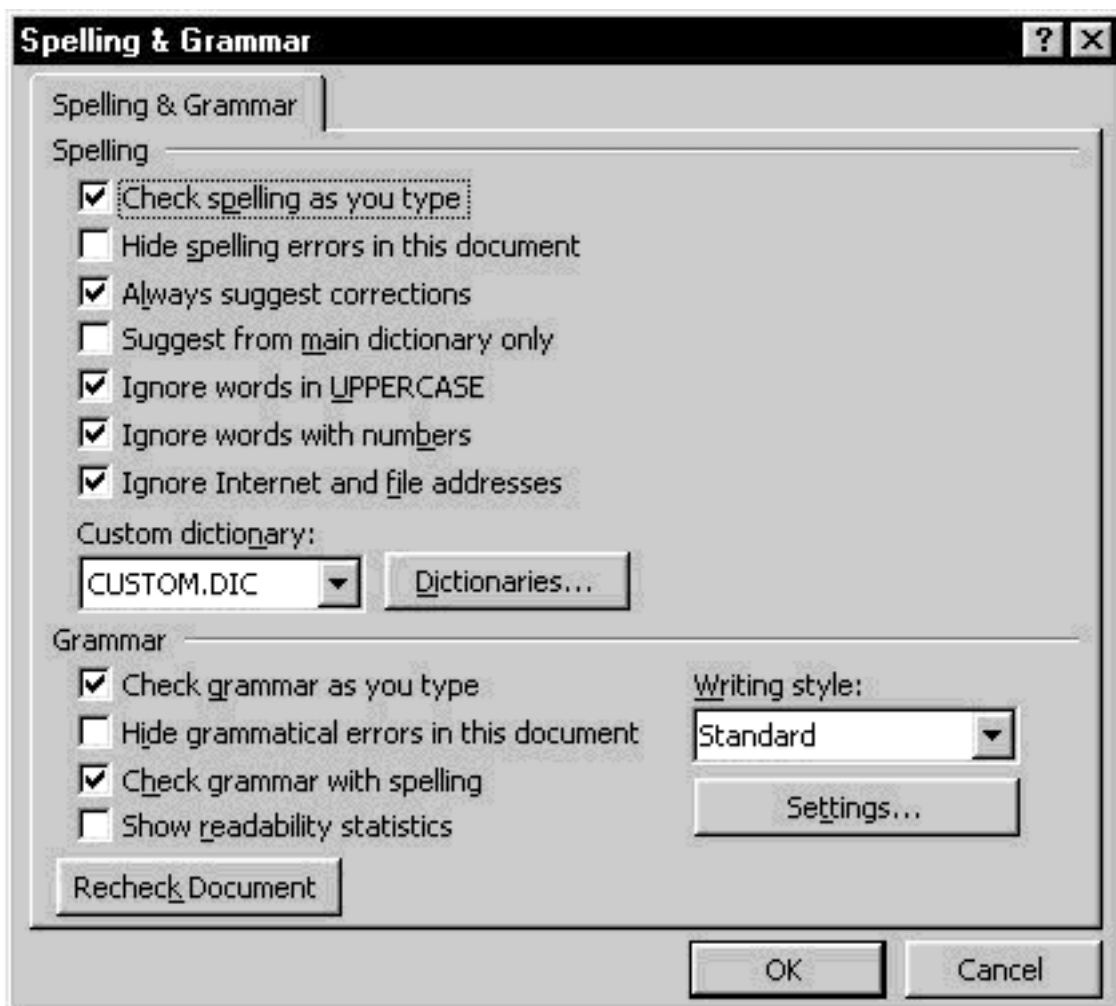 Spelling & Grammar
Spelling & Grammar
Spelling
Check spelling as you type
Hide spelling errors in this document
Always suggest corrections
Suggest from main dictionary only
Ignore words in UPPERCASE
Ignore words with numbers
Ignore Internet and file addresses
Custom dictionary:
CUSTOM.DIC Dictionaries...
Grammar
Check grammar as you type
Hide grammatical errors in this document
Check grammar with spelling
Show readability statistics
Writing style:
Standard
Settings...
Recheck Document
OK Cancel